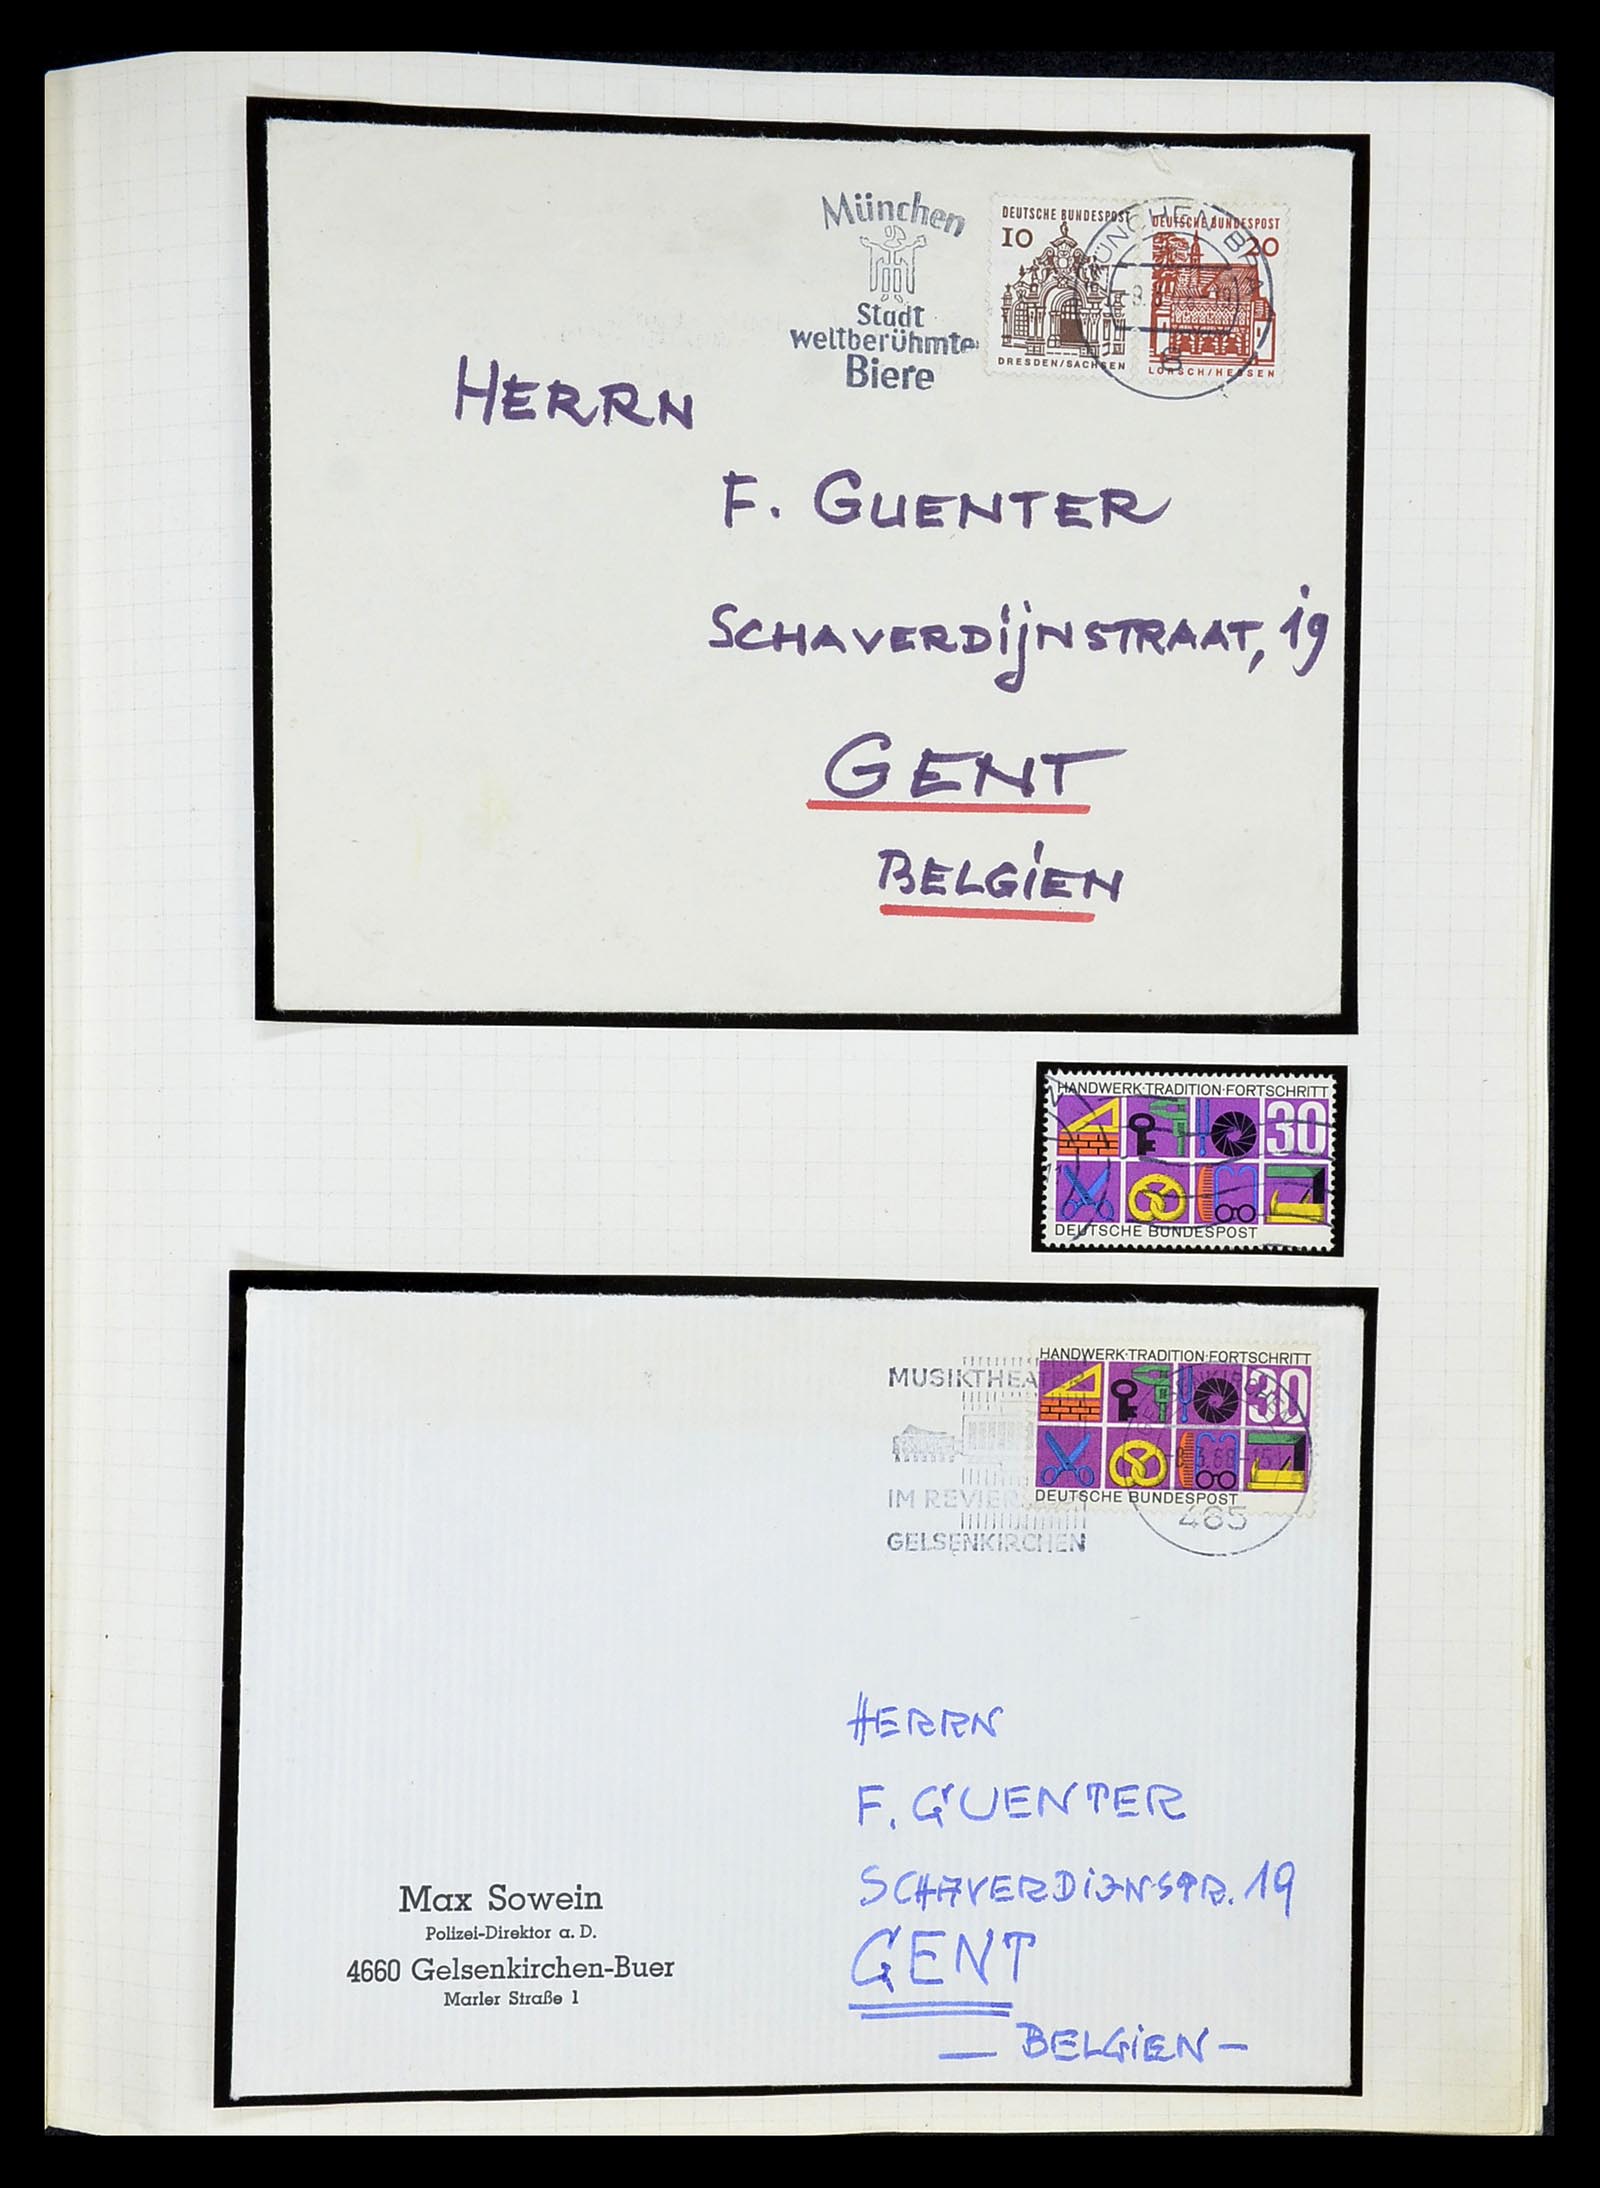 München
Stadt
weltberühmter
Biere
DEUTSCHE BUNDESPOST
10
DRESDEN/SACHSEN
DEUTSCHE BUNDESPOST
20
LORSCH/HESSEN
MÜNCHEN
HERRN
F. GUENTER
SCHAVERDIJNSTRAAT, 19
GENT
BELGIEN
HANDWERK·TRADITION·FORTSCHRITT
30
DEUTSCHE BUNDESPOST
MUSIKTHEATER
IM REVIER
GELSENKIRCHEN
HANDWERK·TRADITION·FORTSCHRITT
30
DEUTSCHE BUNDESPOST
465
HERRN
F. GUENTER
SCHAVERDIJNSTR. 19
GENT
— BELGIEN —
Max Sowein
Polizei-Direktor a. D.
4660 Gelsenkirchen-Buer
Marler Straße 1